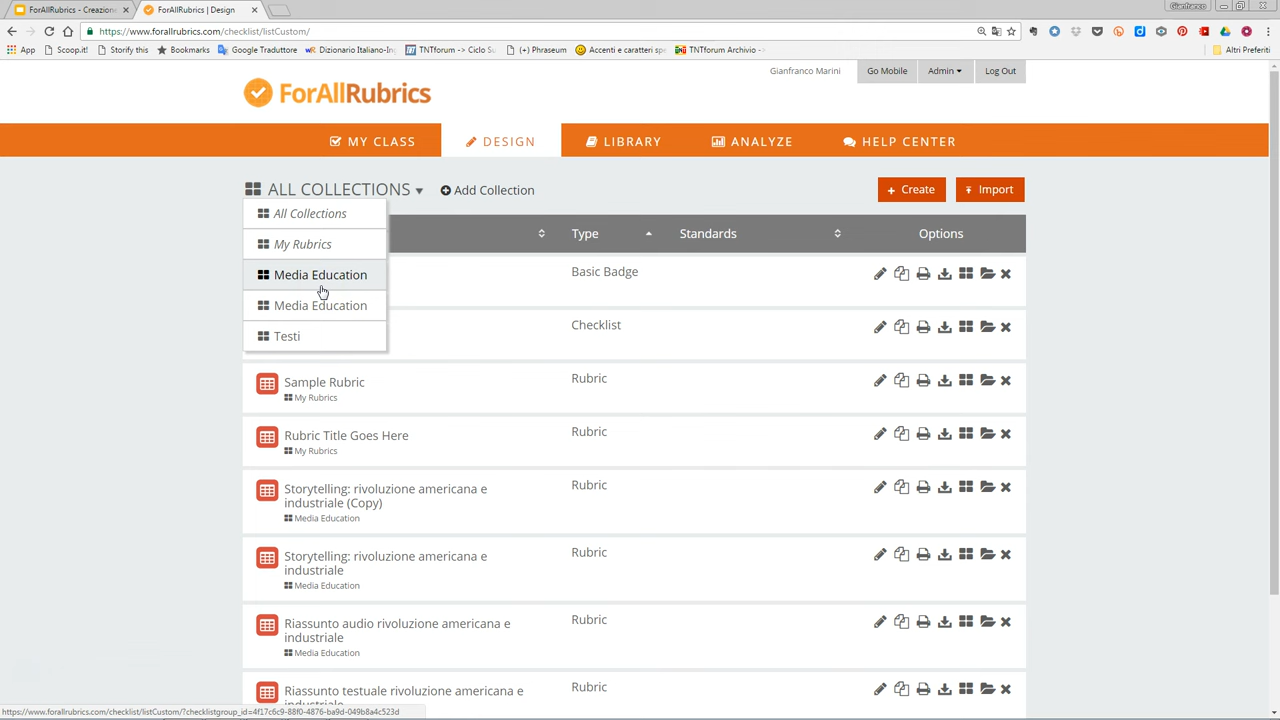 ForAllRubrics - Creazione
ForAllRubrics | Design
Gianfranco
https://www.forallrubrics.com/checklist/listCustom/
App
Scoop.it!
Storify this
Bookmarks
Google Traduttore
Dizionario Italiano-Ing
TNTforum -> Ciclo Su
(+) Phraseum
Accenti e caratteri spe
TNTforum Archivio ->
Altri Preferiti
Gianfranco Marini
Go Mobile
Admin
Log Out
ForAllRubrics
MY CLASS
DESIGN
LIBRARY
ANALYZE
HELP CENTER
ALL COLLECTIONS
Add Collection
+ Create
Import
All Collections
My Rubrics
Media Education
Media Education
Testi
Type
Standards
Options
Basic Badge
Checklist
Sample Rubric
My Rubrics
Rubric
Rubric Title Goes Here
My Rubrics
Rubric
Storytelling: rivoluzione americana e
industriale (Copy)
Media Education
Rubric
Storytelling: rivoluzione americana e
industriale
Media Education
Rubric
Riassunto audio rivoluzione americana e
industriale
Media Education
Rubric
Riassunto testuale rivoluzione americana e
industriale
Rubric
https://www.forallrubrics.com/checklist/listCustom/?checklistgroup_id=4f17c6c9-88f0-4876-ba9d-049b8a4c523d